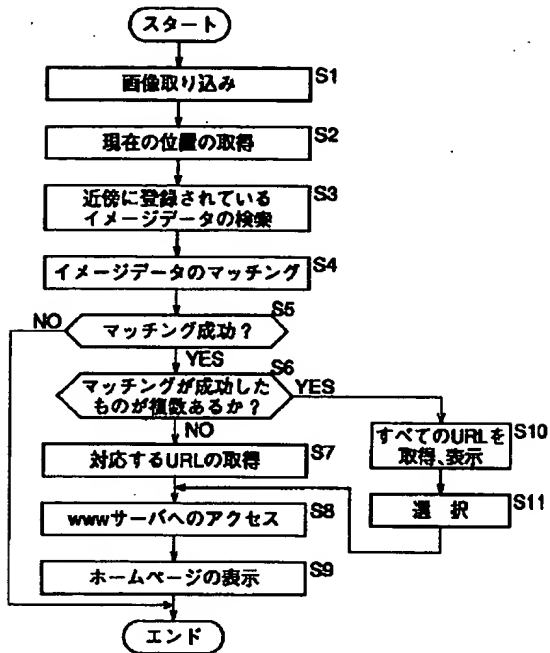 スタート
画像取り込み
S1
現在の位置の取得
S2
近傍に登録されている
イメージデータの検索
S3
イメージデータのマッチング
S4
マッチング成功?
S5
NO
YES
マッチングが成功した
ものが複数あるか?
S6
YES
NO
すべてのURLを
取得、表示
S10
対応するURLの取得
S7
選 択
S11
wwwサーバへのアクセス
S8
ホームページの表示
S9
エンド